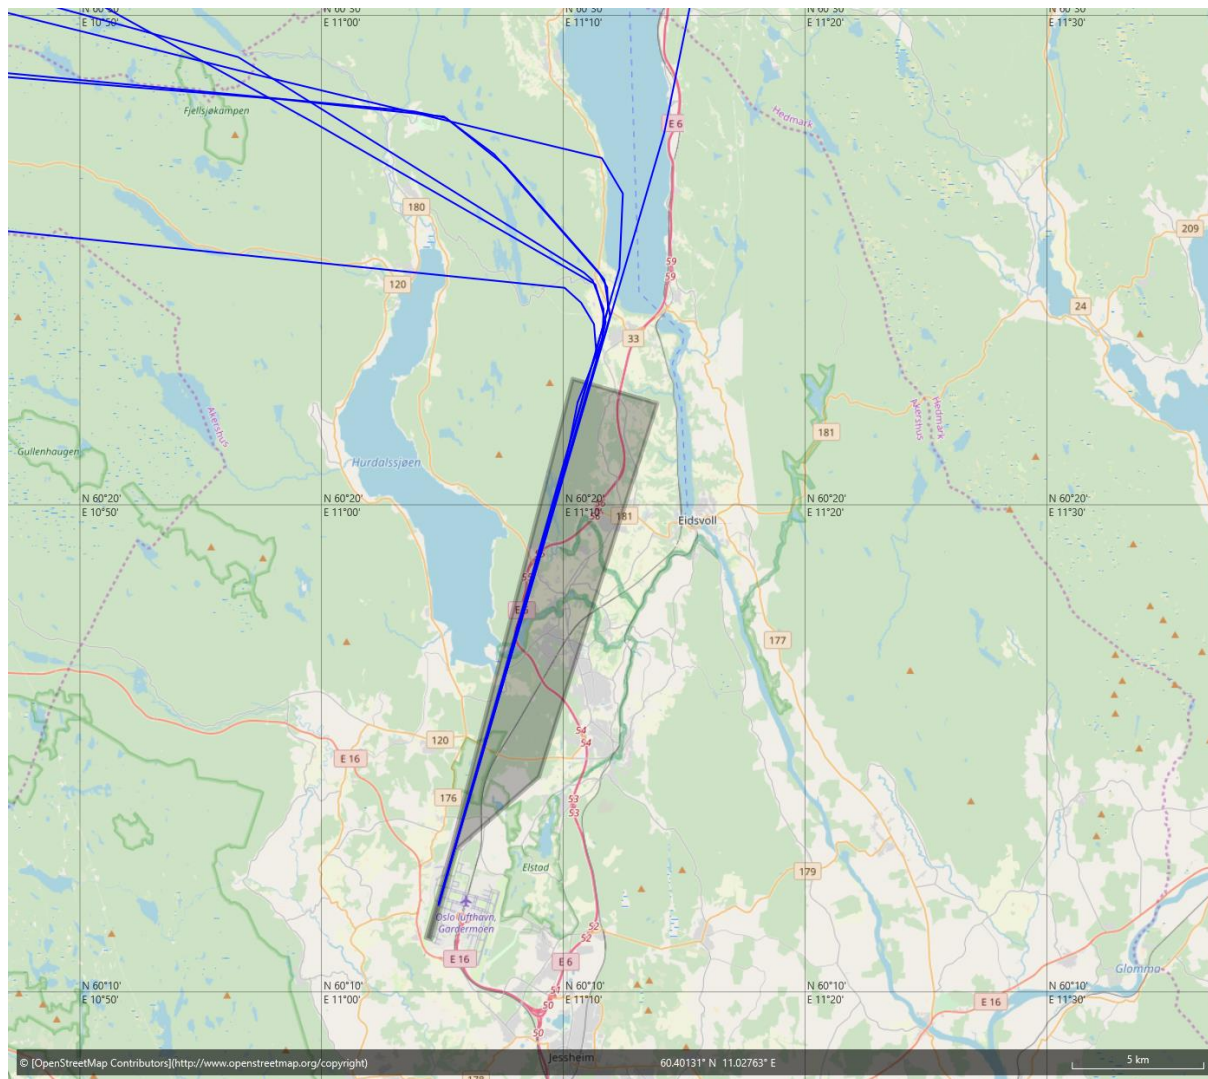 N 60°30'
E 10°50'
N 60°30'
E 11°00'
N 60°30'
E 11°10'
N 60°30'
E 11°20'
N 60°30'
E 11°30'
Fjellsjøkampen
Hedmark
E 6
180
209
59
59
120
24
33
Akershus
Hedmark
Akershus
Gullenhaugen
Hurdalssjøen
181
N 60°20'
E 10°50'
N 60°20'
E 11°00'
N 60°20'
E 11°10'
N 60°20'
E 11°20'
N 60°20'
E 11°30'
181
Eidsvoll
E 6
177
54
54
120
E 16
176
53
53
Elstad
179
Oslo lufthavn,
Gardermoen
52
52
E 16
E 6
Glomma
N 60°10'
E 10°50'
N 60°10'
E 11°00'
N 60°10'
E 11°10'
N 60°10'
E 11°20'
N 60°10'
E 11°30'
E 16
51
50
50
Jessheim
© [OpenStreetMap Contributors](http://www.openstreetmap.org/copyright)
60.40131° N 11.02763° E
5 km